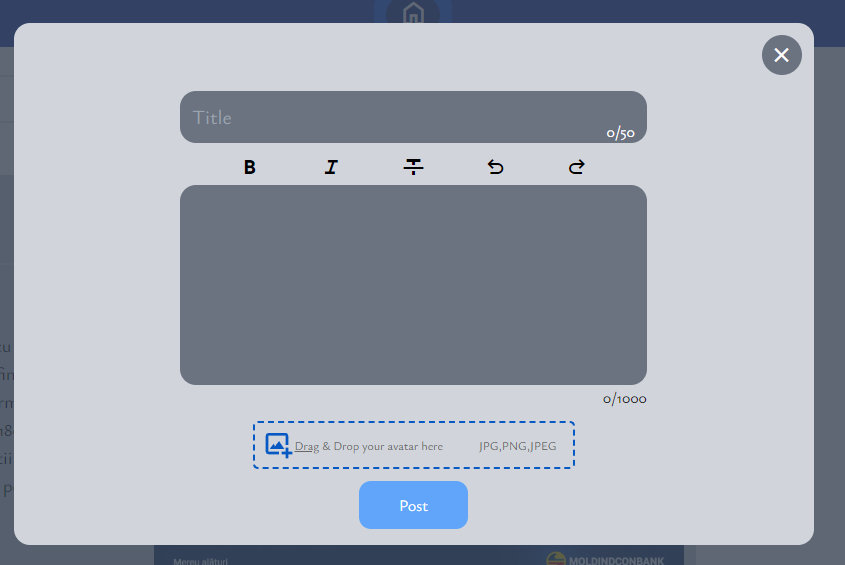 Title
0/50
B I T
0/1000
Drag & Drop your avatar here JPG,PNG,JPEG
Post
Mereu alături
MOLDINDCONBANK